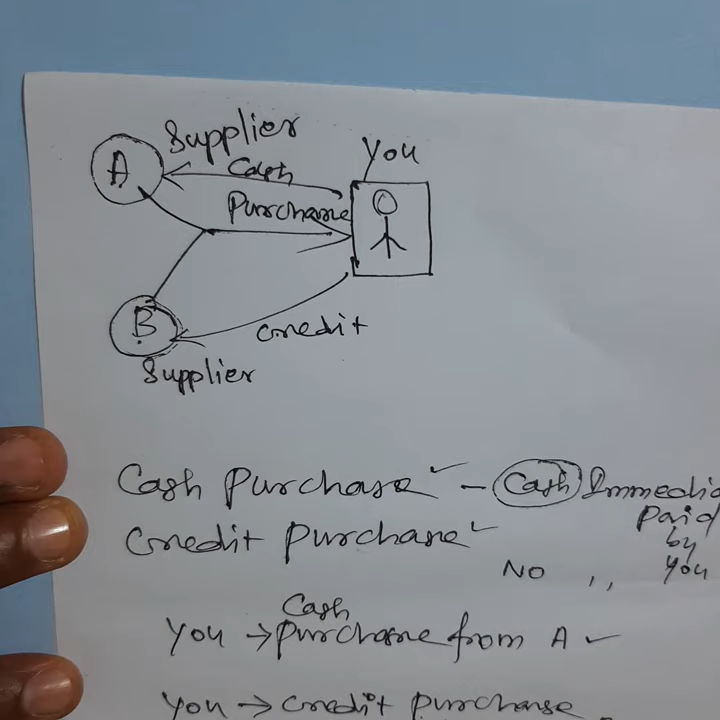 Supplier
You
A
Cash
Purchase
B
Credit
Supplier
Cash Purchase ✓ - Cash Immedia
Paid
by
you
Credit Purchase ✓
No ,,
Cash
You → purchase from A ✓
You → Credit purchase